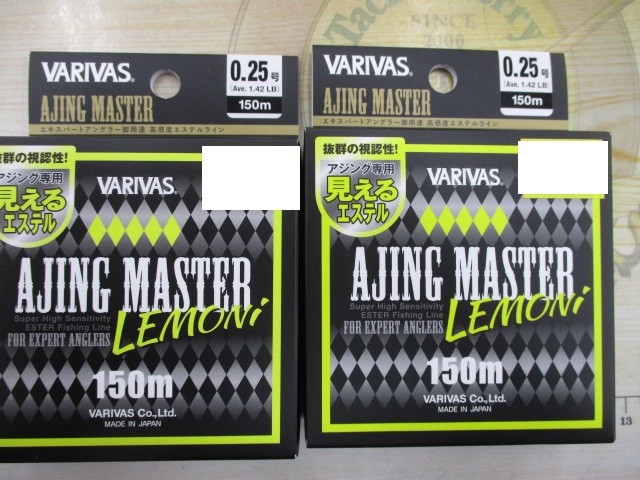 Tackle Berry
SINCE
2000
VARIVAS®
AJING MASTER
エキスパートアングラー御用達 高感度エステルライン
0.25号
(Ave. 1.42 LB)
150m
抜群の視認性!
アジング専用
見える
エステル
VARIVAS®
AJING MASTER
LEMONi
Super High Sensitivity
ESTER Fishing Line
FOR EXPERT ANGLERS
150m
VARIVAS Co.,Ltd.
MADE IN JAPAN
VARIVAS®
AJING MASTER
エキスパートアングラー御用達 高感度エステルライン
0.25号
(Ave. 1.42 LB)
150m
抜群の視認性!
アジング専用
見える
エステル
VARIVAS®
AJING MASTER
LEMONi
Super High Sensitivity
ESTER Fishing Line
FOR EXPERT ANGLERS
150m
VARIVAS Co.,Ltd.
MADE IN JAPAN
13